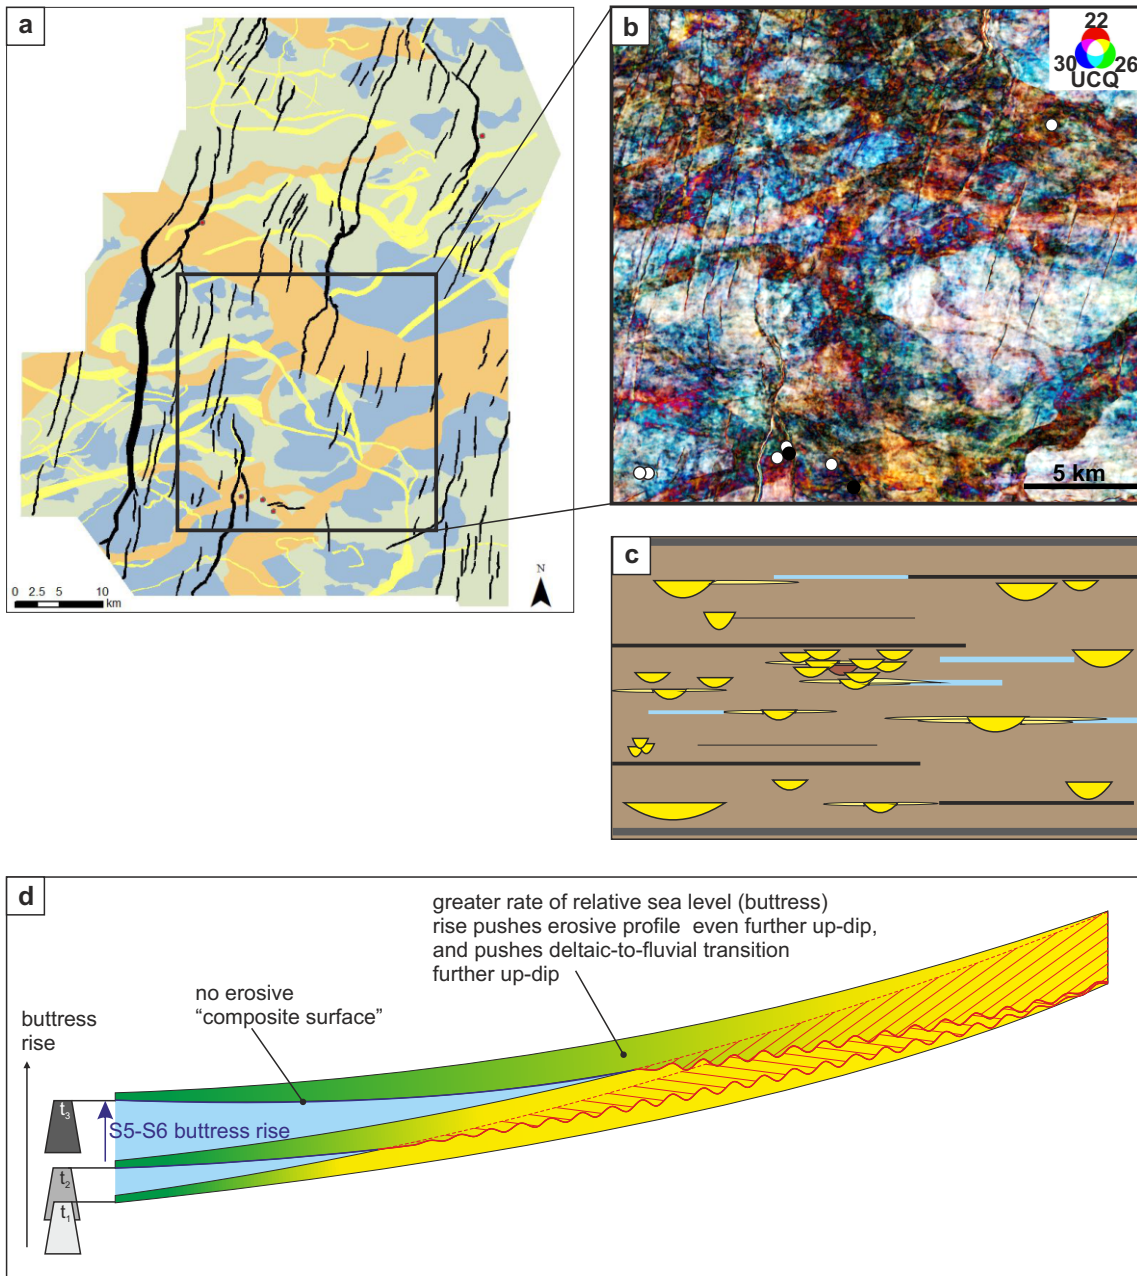 a
0 2.5 5 10
km
N
b
22
30 26
UCQ
5 km
c
d
greater rate of relative sea level (buttress)
rise pushes erosive profile even further up-dip,
and pushes deltaic-to-fluvial transition
further up-dip
no erosive
“composite surface”
buttress
rise
t3
S5-S6 buttress rise
t2
t1